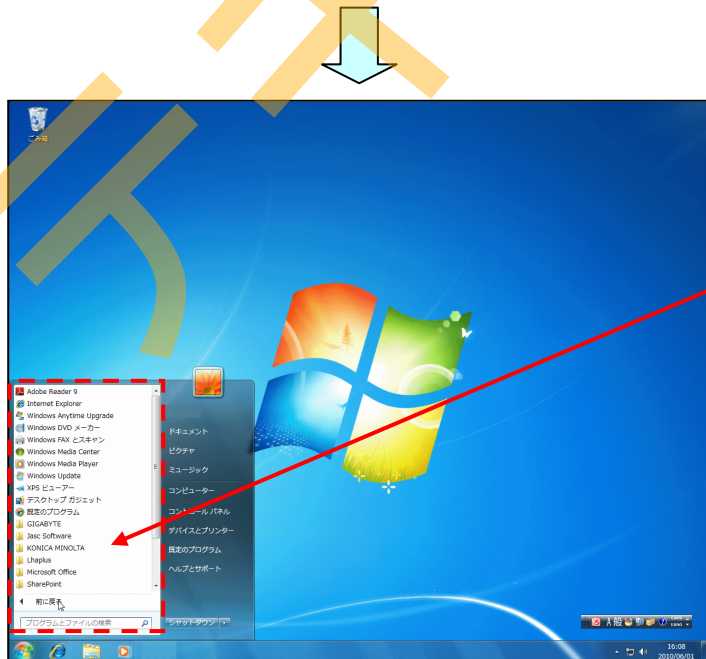 ごみ箱
Adobe Reader 9
Internet Explorer
Windows Anytime Upgrade
Windows DVD メーカー
Windows FAX とスキャン
Windows Media Center
Windows Media Player
Windows Update
XPS ビューアー
デスクトップ ガジェット
既定のプログラム
GIGABYTE
Jasc Software
KONICA MINOLTA
Lhaplus
Microsoft Office
SharePoint
前に戻る
プログラムとファイルの検索
ドキュメント
ピクチャ
ミュージック
コンピューター
コントロール パネル
デバイスとプリンター
既定のプログラム
ヘルプとサポート
シャットダウン
A 般
CAPS
KANA
16:08
2010/06/01